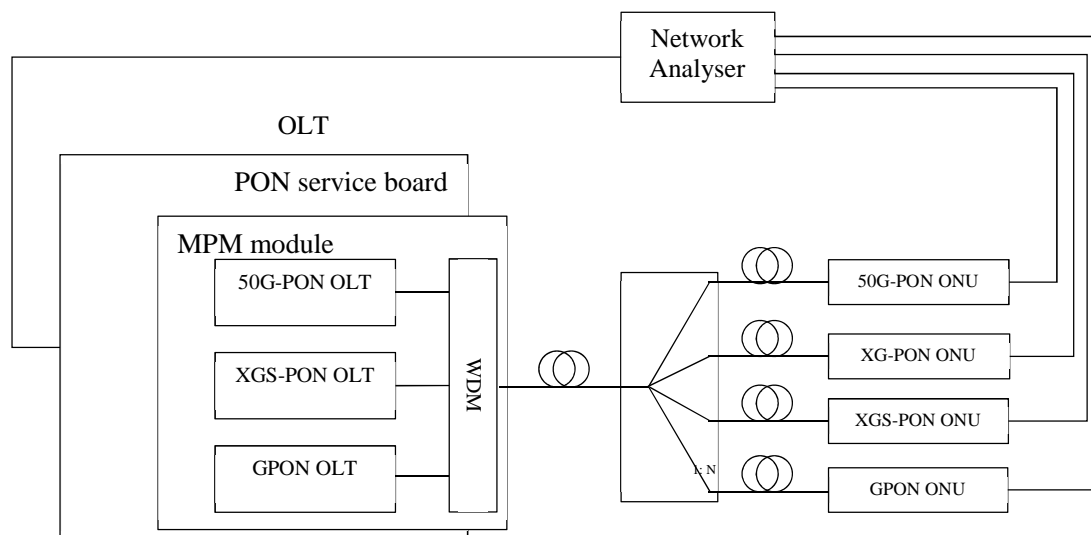 Network
Analyser
OLT
PON service board
MPM module
50G-PON OLT
XGS-PON OLT
GPON OLT
WDM
1: N
50G-PON ONU
XG-PON ONU
XGS-PON ONU
GPON ONU